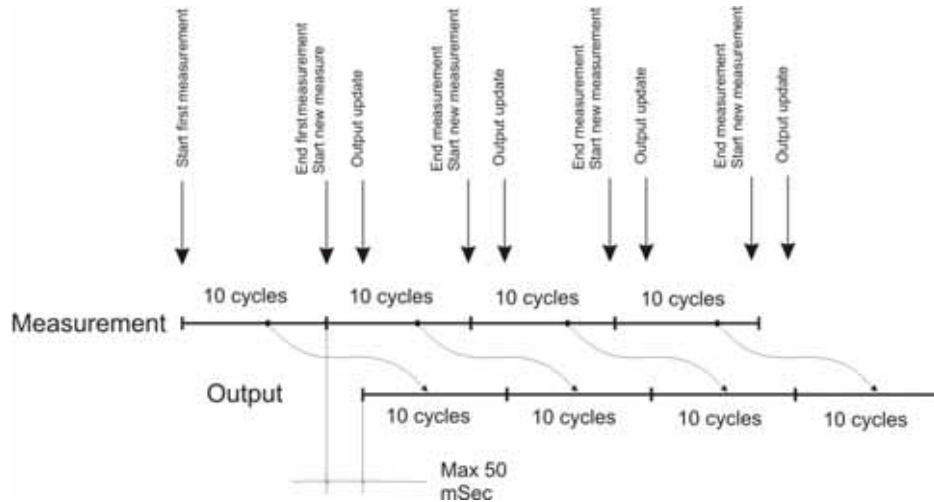 Start first measurement
End first measurement
Start new measure
Output update
End measurement
Start new measurement
Output update
End measurement
Start new measurement
Output update
End measurement
Start new measurement
Output update
10 cycles
10 cycles
10 cycles
10 cycles
Measurement
Output
10 cycles
10 cycles
10 cycles
10 cycles
Max 50
mSec